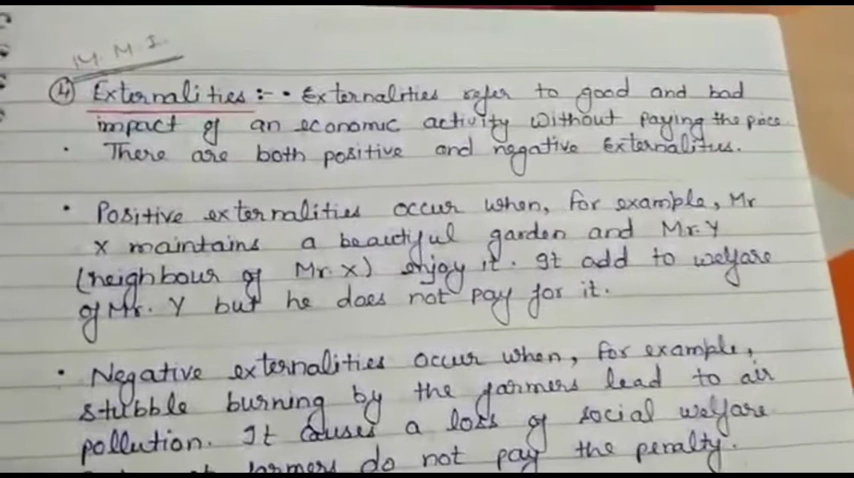 M. M. I.
④ Externalities :- • Externalities refer to good and bad
impact of an economic activity without paying the price
• There are both positive and negative Externalities.
• Positive externalities occur when, for example, Mr
X maintains a beautiful garden and Mr. Y
(neighbour of Mr. X) enjoy it. It add to welfare
of Mr. Y but he does not pay for it.
• Negative externalities occur when, for example,
stubble burning by the farmers lead to air
pollution. It causes a loss of social welfare
farmers do not pay the penalty.